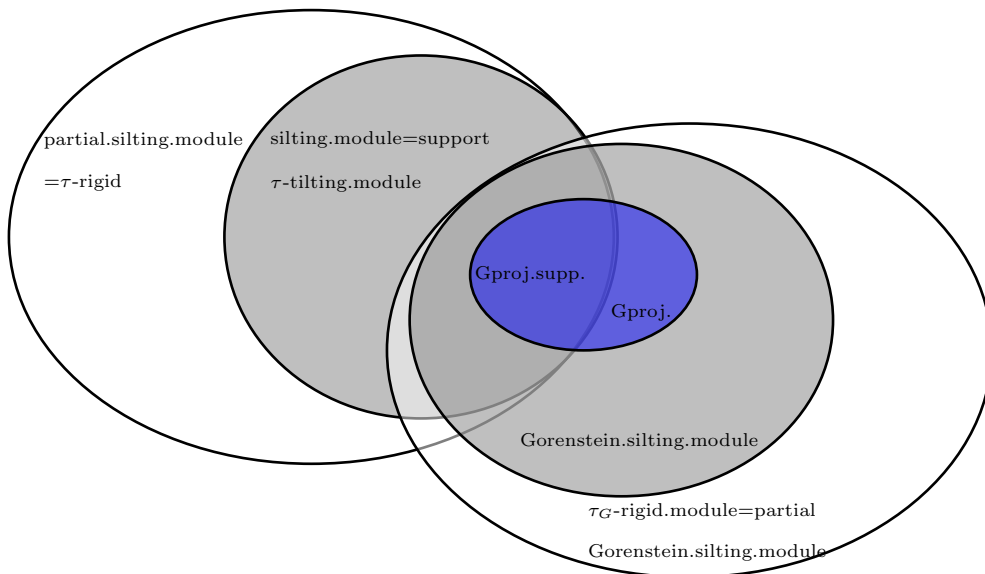 partial.silting.module
=τ-rigid
silting.module=support
τ-tilting.module
Gproj.supp.
Gproj.
Gorenstein.silting.module
τG-rigid.module=partial
Gorenstein.silting.module